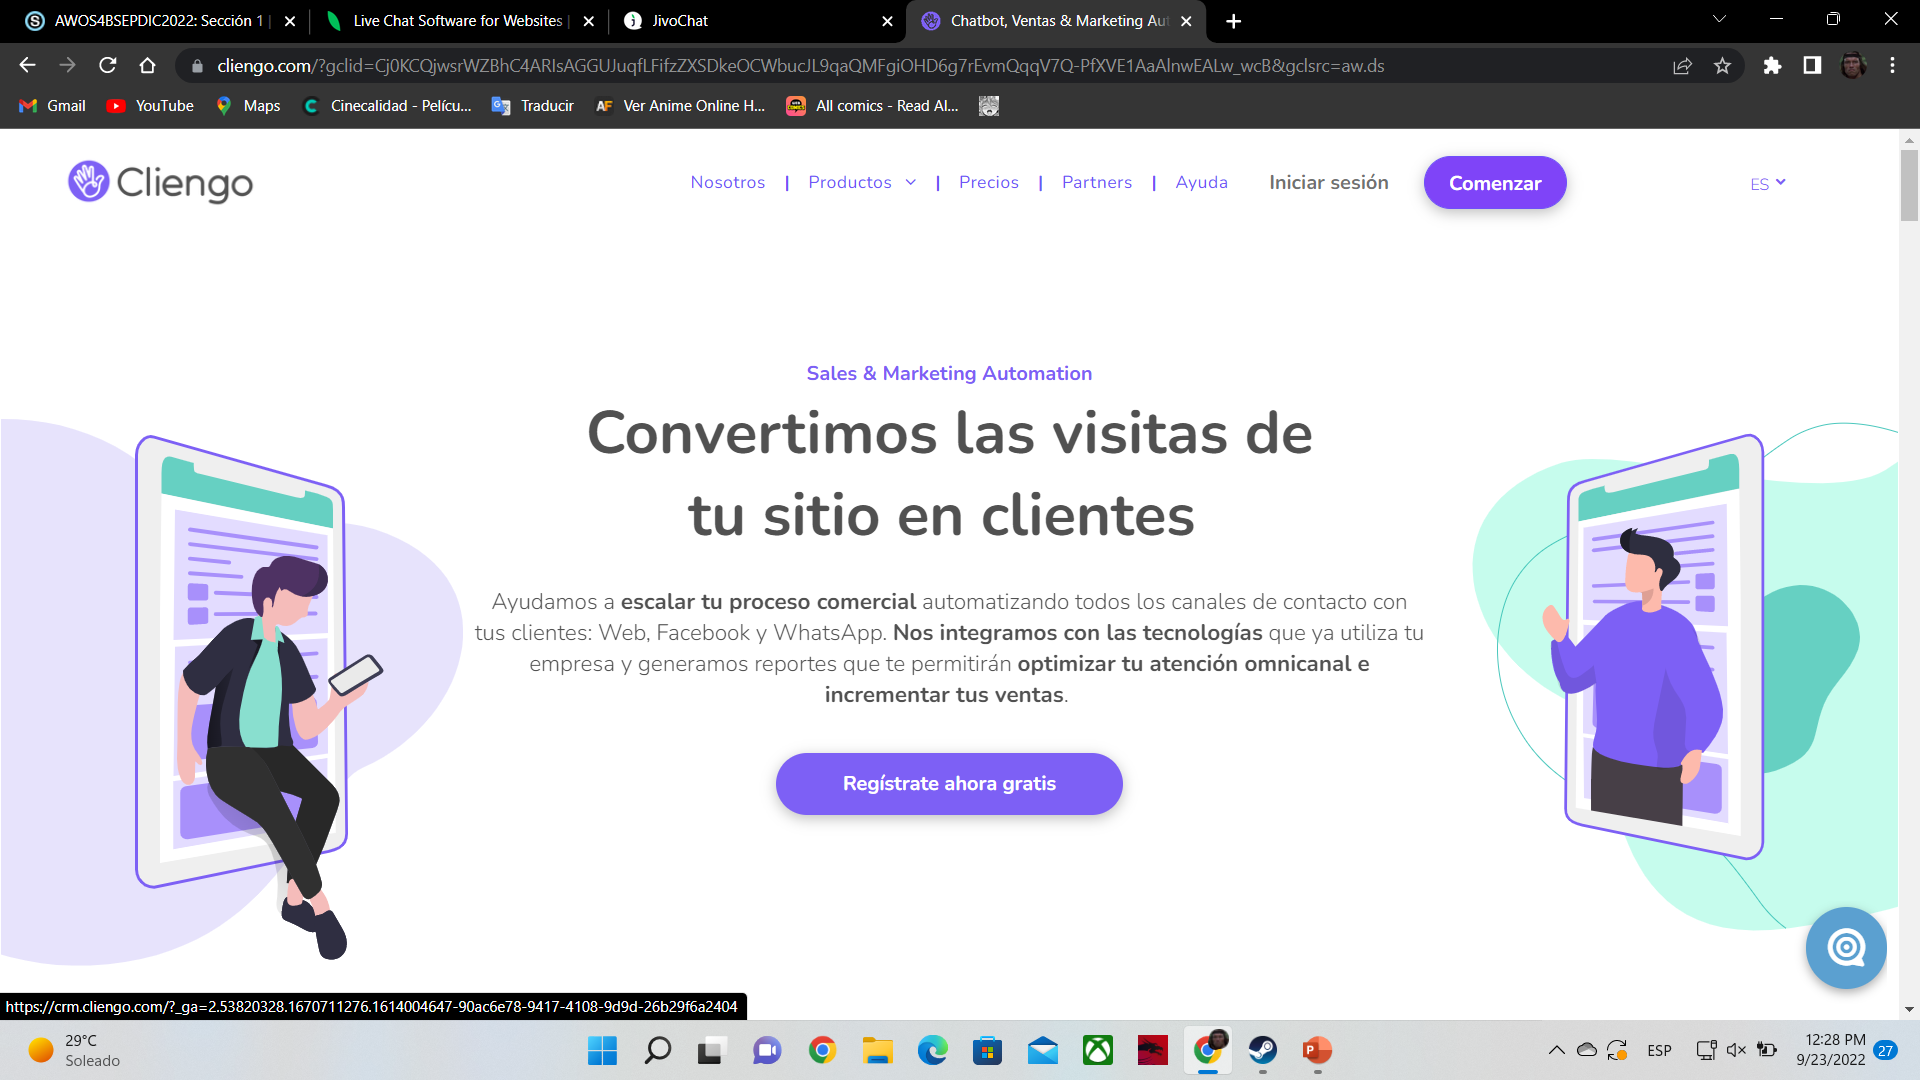 AWOS4BSEPDIC2022: Sección 1 |
Live Chat Software for Websites |
JivoChat
Chatbot, Ventas & Marketing Aut
cliengo.com/?gclid=Cj0KCQjwsrWZBhC4ARIsAGGUJuqfLFifzZXSDkeOCWbucJL9qaQMFgiOHD6g7rEvmQqqV7Q-PfXVE1AaAlnwEALw_wcB&gclsrc=aw.ds
Gmail
YouTube
Maps
Cinecalidad - Pelícu...
Traducir
AF Ver Anime Online H...
All comics - Read Al...
Cliengo
Nosotros | Productos | Precios | Partners | Ayuda
Iniciar sesión
Comenzar
ES
Sales & Marketing Automation
Convertimos las visitas de
tu sitio en clientes
Ayudamos a escalar tu proceso comercial automatizando todos los canales de contacto con
tus clientes: Web, Facebook y WhatsApp. Nos integramos con las tecnologías que ya utiliza tu
empresa y generamos reportes que te permitirán optimizar tu atención omnicanal e
incrementar tus ventas.
Regístrate ahora gratis
https://crm.cliengo.com/?_ga=2.53820328.1670711276.1614004647-90ac6e78-9417-4108-9d9d-26b29f6a2404
29°C
Soleado
ESP
12:28 PM
9/23/2022
27